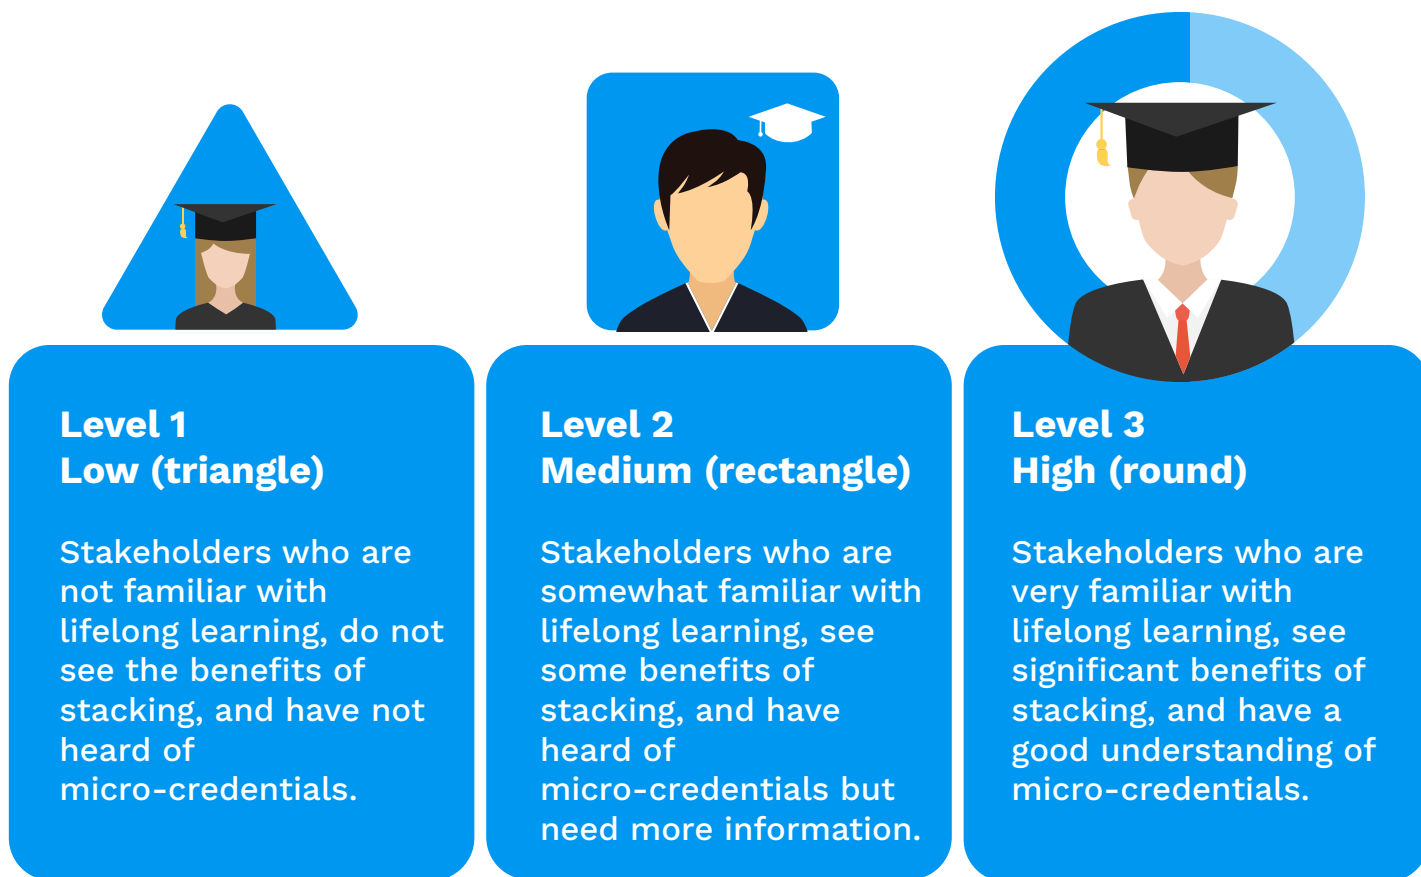 Level 1
Low (triangle)
Stakeholders who are
not familiar with
lifelong learning, do not
see the benefits of
stacking, and have not
heard of
micro-credentials.
Level 2
Medium (rectangle)
Stakeholders who are
somewhat familiar with
lifelong learning, see
some benefits of
stacking, and have
heard of
micro-credentials but
need more information.
Level 3
High (round)
Stakeholders who are
very familiar with
lifelong learning, see
significant benefits of
stacking, and have a
good understanding of
micro-credentials.